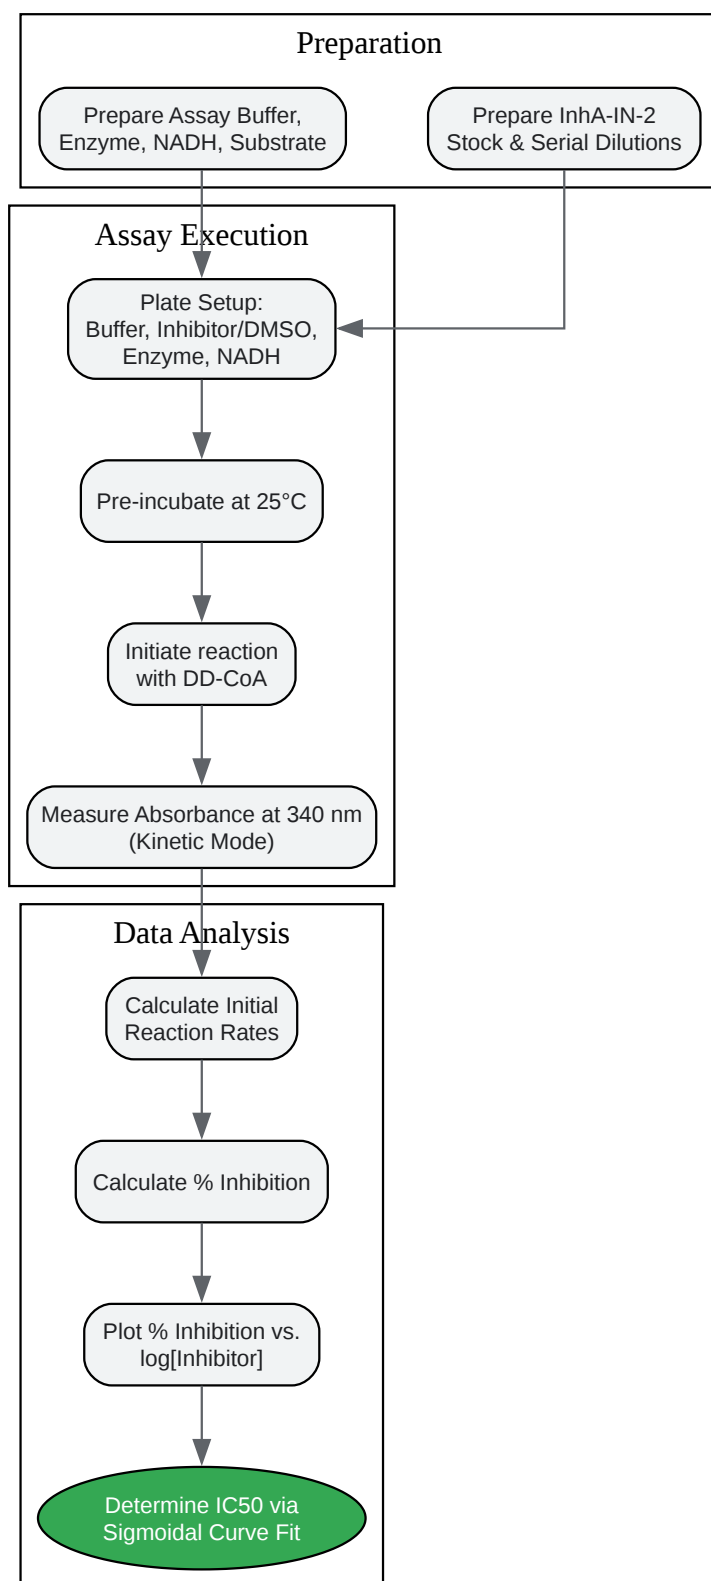 Preparation
Prepare Assay Buffer,
Enzyme, NADH, Substrate
Prepare InhA-IN-2
Stock & Serial Dilutions
Assay Execution
Plate Setup:
Buffer, Inhibitor/DMSO,
Enzyme, NADH
Pre-incubate at 25°C
Initiate reaction
with DD-CoA
Measure Absorbance at 340 nm
(Kinetic Mode)
Data Analysis
Calculate Initial
Reaction Rates
Calculate % Inhibition
Plot % Inhibition vs.
log[Inhibitor]
Determine IC50 via
Sigmoidal Curve Fit